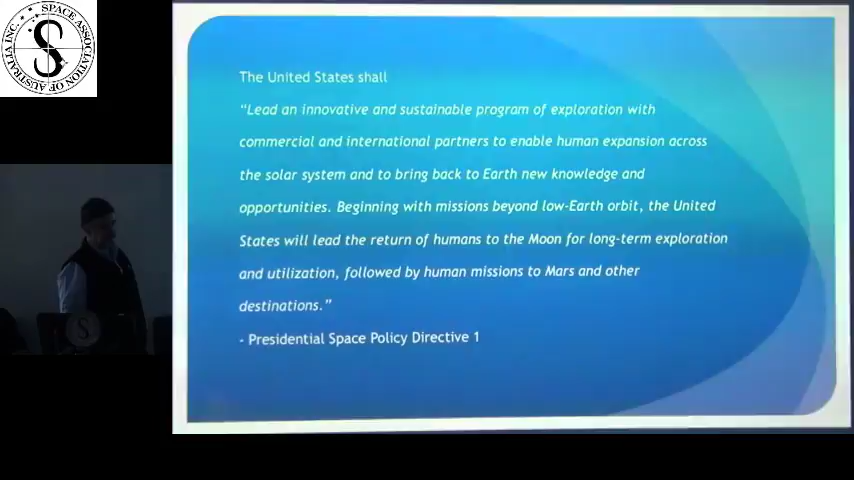 SPACE ASSOCIATION
OF AUSTRALIA INC.
S
The United States shall
“Lead an innovative and sustainable program of exploration with
commercial and international partners to enable human expansion across
the solar system and to bring back to Earth new knowledge and
opportunities. Beginning with missions beyond low-Earth orbit, the United
States will lead the return of humans to the Moon for long-term exploration
and utilization, followed by human missions to Mars and other
destinations.”
- Presidential Space Policy Directive 1
S